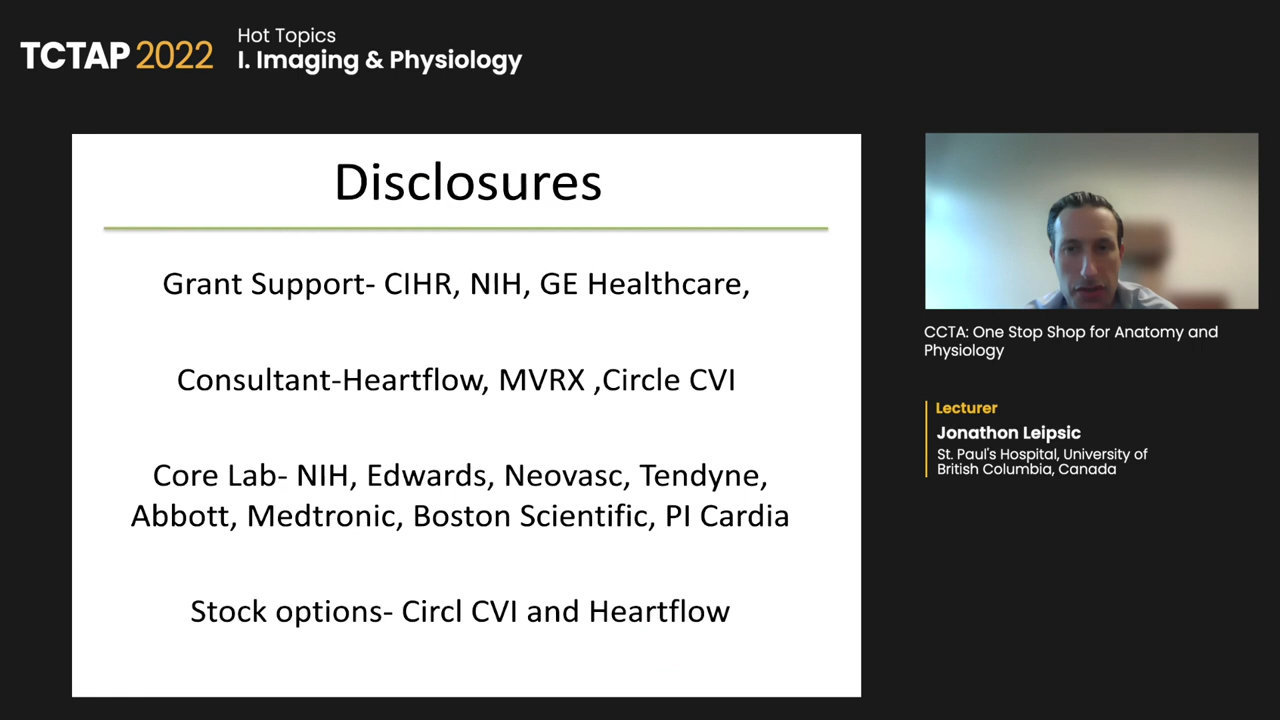 TCTAP 2022
Hot Topics
I. Imaging & Physiology
Disclosures
Grant Support- CIHR, NIH, GE Healthcare,
Consultant-Heartflow, MVRX ,Circle CVI
Core Lab- NIH, Edwards, Neovasc, Tendyne,
Abbott, Medtronic, Boston Scientific, PI Cardia
Stock options- Circl CVI and Heartflow
CCTA: One Stop Shop for Anatomy and
Physiology
Lecturer
Jonathon Leipsic
St. Paul's Hospital, University of
British Columbia, Canada